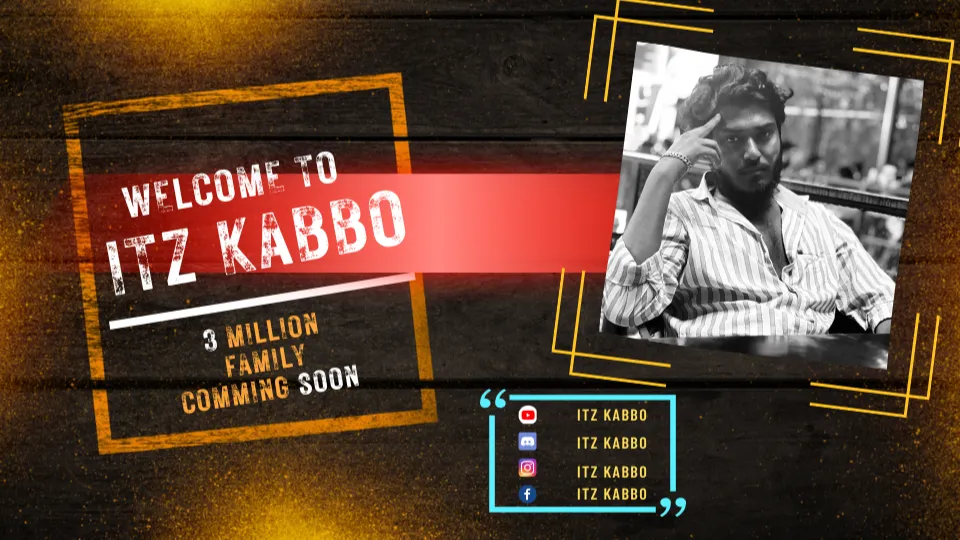 WELCOME TO
ITZ KABBO
3 MILLION
FAMILY
COMMING SOON
ITZ KABBO
ITZ KABBO
ITZ KABBO
ITZ KABBO